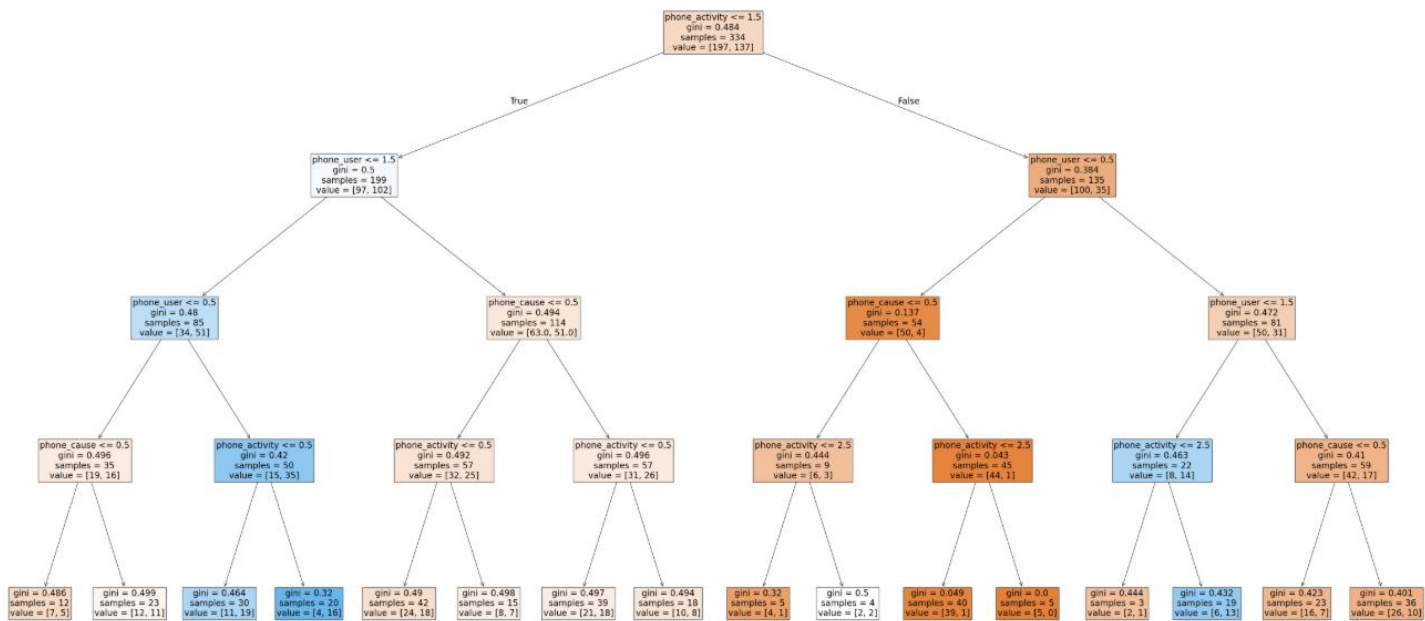 phone_activity <= 1.5
gini = 0.484
samples = 334
value = [197, 137]
True
False
phone_user <= 1.5
gini = 0.5
samples = 199
value = [97, 102]
phone_user <= 0.5
gini = 0.384
samples = 135
value = [100, 35]
phone_user <= 0.5
gini = 0.48
samples = 85
value = [34, 51]
phone_cause <= 0.5
gini = 0.494
samples = 114
value = [63.0, 51.0]
phone_cause <= 0.5
gini = 0.137
samples = 54
value = [50, 4]
phone_user <= 1.5
gini = 0.472
samples = 81
value = [50, 31]
phone_cause <= 0.5
gini = 0.496
samples = 35
value = [19, 16]
phone_activity <= 0.5
gini = 0.42
samples = 50
value = [15, 35]
phone_activity <= 0.5
gini = 0.492
samples = 57
value = [32, 25]
phone_activity <= 0.5
gini = 0.496
samples = 57
value = [31, 26]
phone_activity <= 2.5
gini = 0.444
samples = 9
value = [6, 3]
phone_activity <= 2.5
gini = 0.043
samples = 45
value = [44, 1]
phone_activity <= 2.5
gini = 0.463
samples = 22
value = [8, 14]
phone_cause <= 0.5
gini = 0.41
samples = 59
value = [42, 17]
gini = 0.486
samples = 12
value = [7, 5]
gini = 0.499
samples = 23
value = [12, 11]
gini = 0.464
samples = 30
value = [11, 19]
gini = 0.32
samples = 20
value = [4, 16]
gini = 0.49
samples = 42
value = [24, 18]
gini = 0.498
samples = 15
value = [8, 7]
gini = 0.497
samples = 39
value = [21, 18]
gini = 0.494
samples = 18
value = [10, 8]
gini = 0.32
samples = 5
value = [4, 1]
gini = 0.5
samples = 4
value = [2, 2]
gini = 0.049
samples = 40
value = [39, 1]
gini = 0.0
samples = 5
value = [5, 0]
gini = 0.444
samples = 3
value = [2, 1]
gini = 0.432
samples = 19
value = [6, 13]
gini = 0.423
samples = 23
value = [16, 7]
gini = 0.401
samples = 36
value = [26, 10]